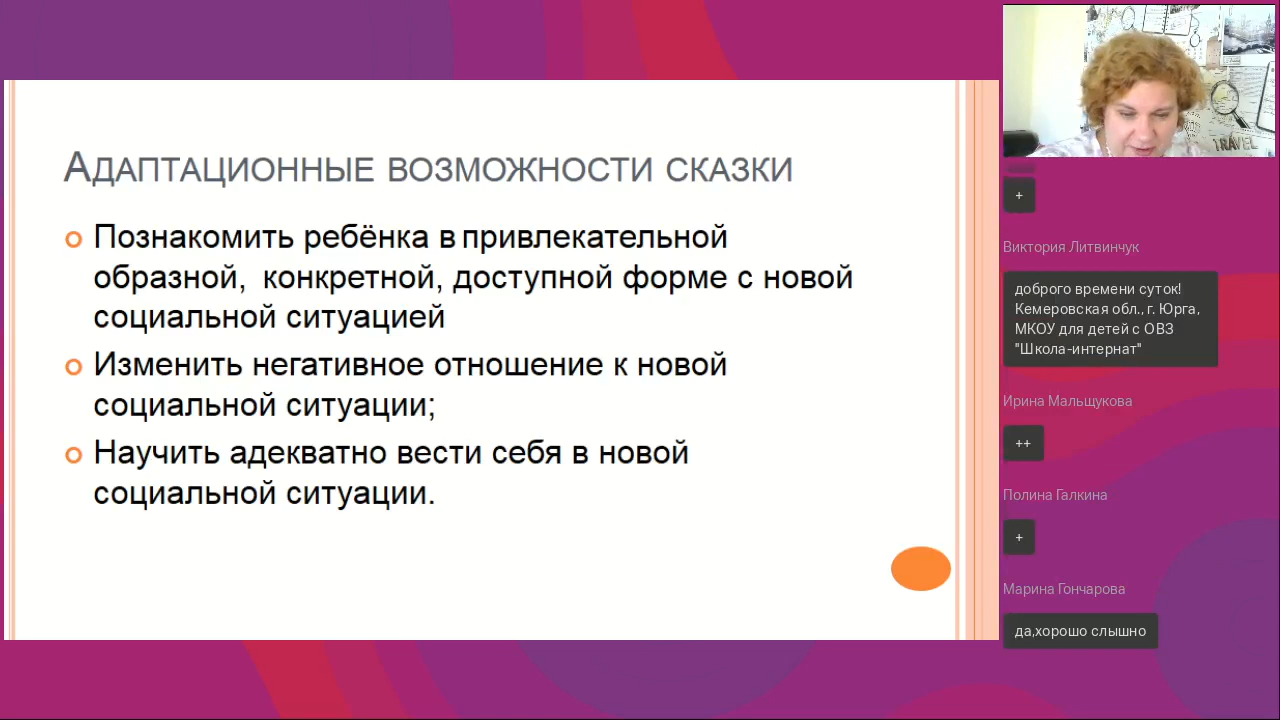 АДАПТАЦИОННЫЕ ВОЗМОЖНОСТИ СКАЗКИ
Познакомить ребёнка в привлекательной
образной, конкретной, доступной форме с новой
социальной ситуацией
Изменить негативное отношение к новой
социальной ситуации;
Научить адекватно вести себя в новой
социальной ситуации.
TRAVEL
+
Виктория Литвинчук
доброго времени суток!
Кемеровская обл., г. Юрга,
МКОУ для детей с ОВЗ
"Школа-интернат"
Ирина Мальщукова
++
Полина Галкина
+
Марина Гончарова
да,хорошо слышно